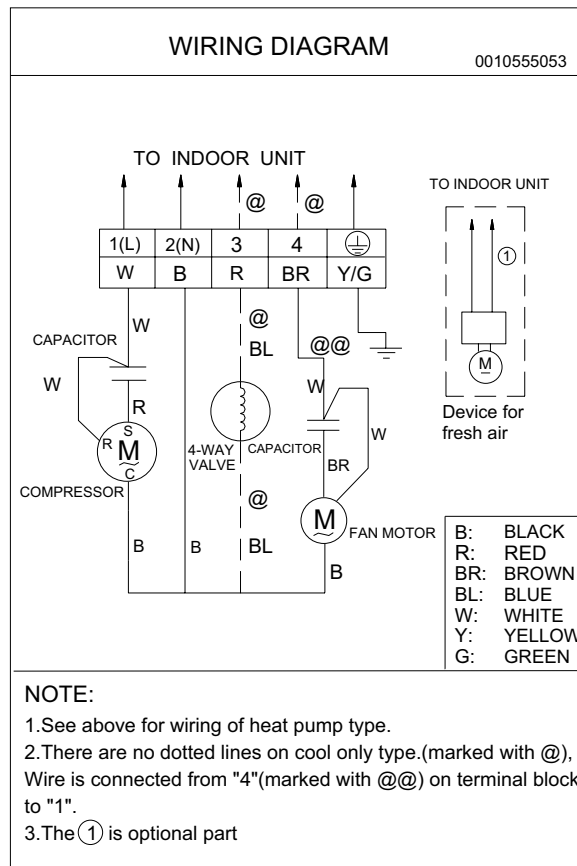 WIRING DIAGRAM
0010555053
TO INDOOR UNIT
@ @
1(L) 2(N) 3 4
W B R BR Y/G
W
CAPACITOR
W
R
S
R M
C
COMPRESSOR
B
B
@
BL
4-WAY
VALVE
@
BL
@@
W
CAPACITOR
W
BR
M
FAN MOTOR
B
TO INDOOR UNIT
1
M
Device for
fresh air
B: BLACK
R: RED
BR: BROWN
BL: BLUE
W: WHITE
Y: YELLOW
G: GREEN
NOTE:
1.See above for wiring of heat pump type.
2.There are no dotted lines on cool only type.(marked with @),
Wire is connected from "4"(marked with @@) on terminal block
to "1".
3.The ① is optional part